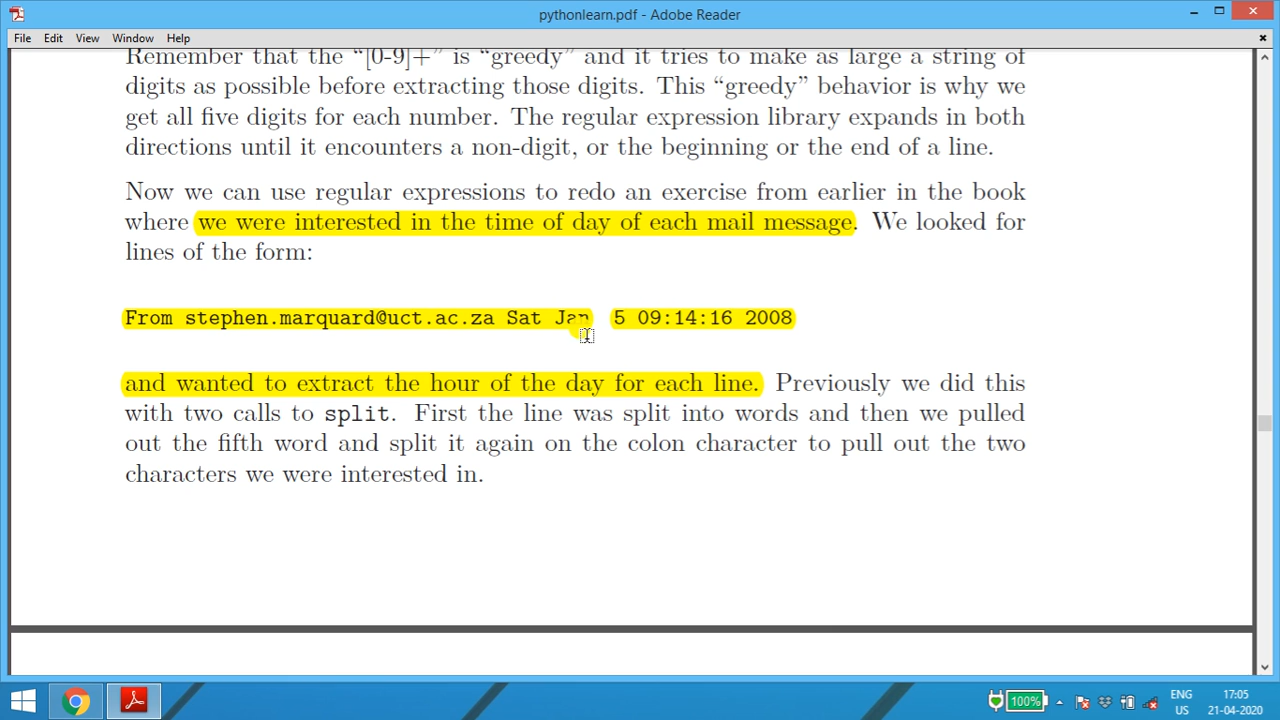 pythonlearn.pdf - Adobe Reader
File Edit View Window Help
Remember that the “[0-9]+” is “greedy” and it tries to make as large a string of
digits as possible before extracting those digits. This “greedy” behavior is why we
get all five digits for each number. The regular expression library expands in both
directions until it encounters a non-digit, or the beginning or the end of a line.
Now we can use regular expressions to redo an exercise from earlier in the book
where we were interested in the time of day of each mail message. We looked for
lines of the form:
From stephen.marquard@uct.ac.za Sat Jan 5 09:14:16 2008
and wanted to extract the hour of the day for each line. Previously we did this
with two calls to split. First the line was split into words and then we pulled
out the fifth word and split it again on the colon character to pull out the two
characters we were interested in.
100% ENG 17:05
US 21-04-2020